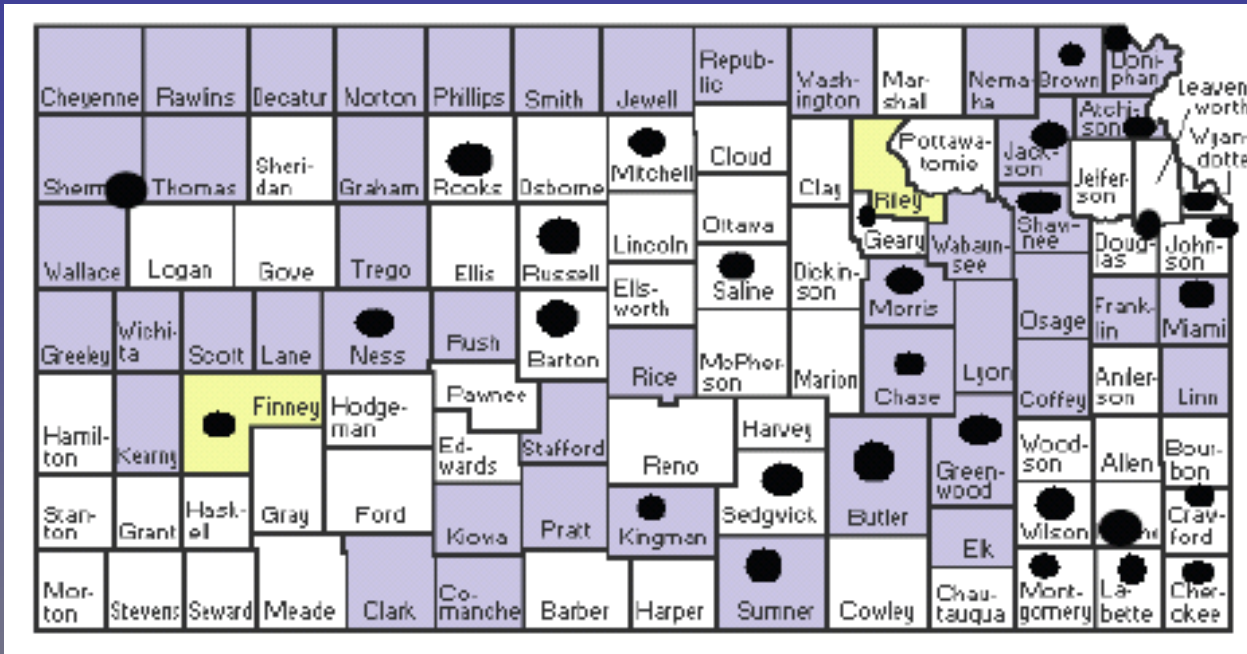 Cheyenne
Rawlins
Decatur
Norton
Phillips
Smith
Jewell
Repub-
lic
Wash-
ington
Mar-
shall
Nema-
ha
Brown
Doni-
phan
Leaven
worth
Wyan-
dotte
Atchi-
son
Sherm
Thomas
Sheri-
dan
Graham
Rooks
Osborne
Mitchell
Cloud
Clay
Riley
Pottawa-
tomie
Jack-
son
Jeffer-
son
Wallace
Logan
Gove
Trego
Ellis
Russell
Lincoln
Ottawa
Saline
Dickin-
son
Geary
Wabaun-
see
Shaw-
nee
Doug-
las
John-
son
Greeley
Wichi-
ta
Scott
Lane
Ness
Rush
Barton
Ells-
worth
Rice
McPher-
son
Marion
Morris
Chase
Lyon
Osage
Coffey
Frank-
lin
Miami
Ander-
son
Linn
Hamil-
ton
Kearny
Finney
Hodge-
man
Pawnee
Ed-
wards
Stafford
Reno
Harvey
Sedgvick
Butler
Green-
wood
Wood-
son
Allen
Bour-
bon
Stan-
ton
Grant
Hask-
ell
Gray
Ford
Kiowa
Pratt
Kingman
Elk
Wilson
Craw-
ford
Mor-
ton
Stevens
Seward
Meade
Clark
Co-
manche
Barber
Harper
Sumner
Cowley
Chau-
tauqua
Mont-
gomery
La-
bette
Cher-
okee